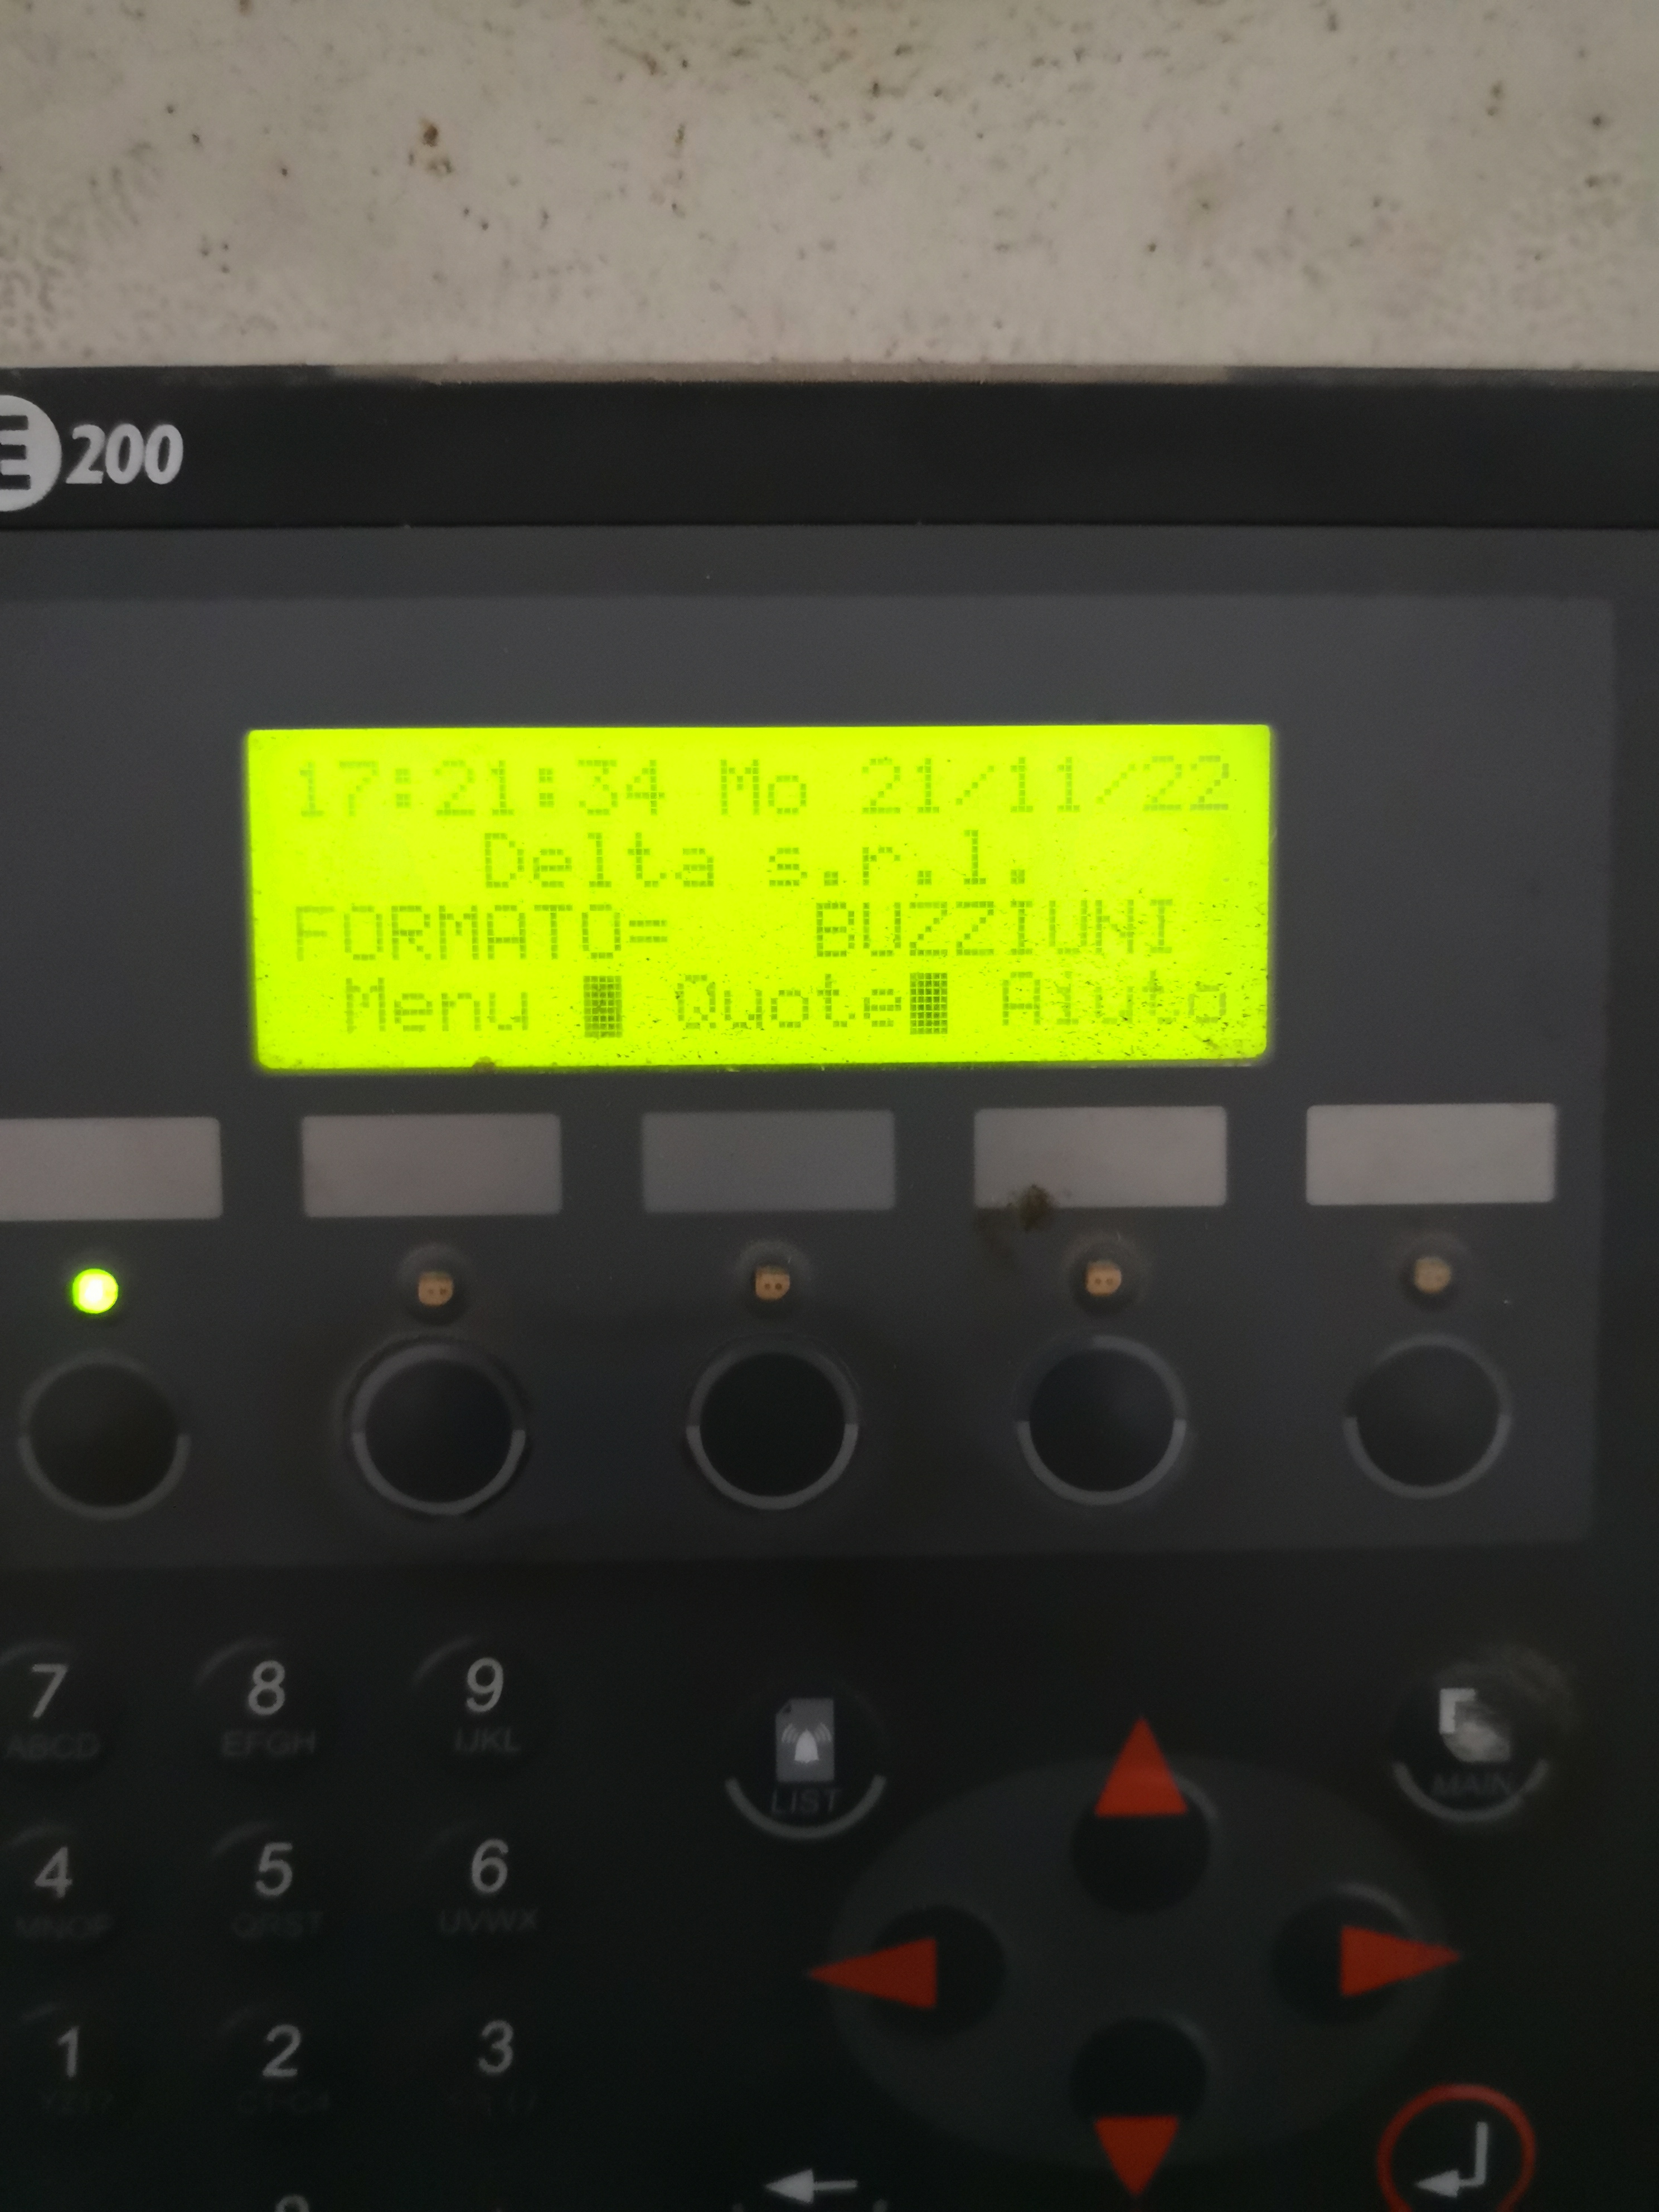 E 200
17:21:34 Mo 21/11/22
Delta s.r.l.
FORMATO= BUZZIUNI
Menu Quote Aiuto
7 8 9
ABCD EFGH IJKL
LIST
MAIN
4 5 6
MNOP QRST UVWX
1 2 3